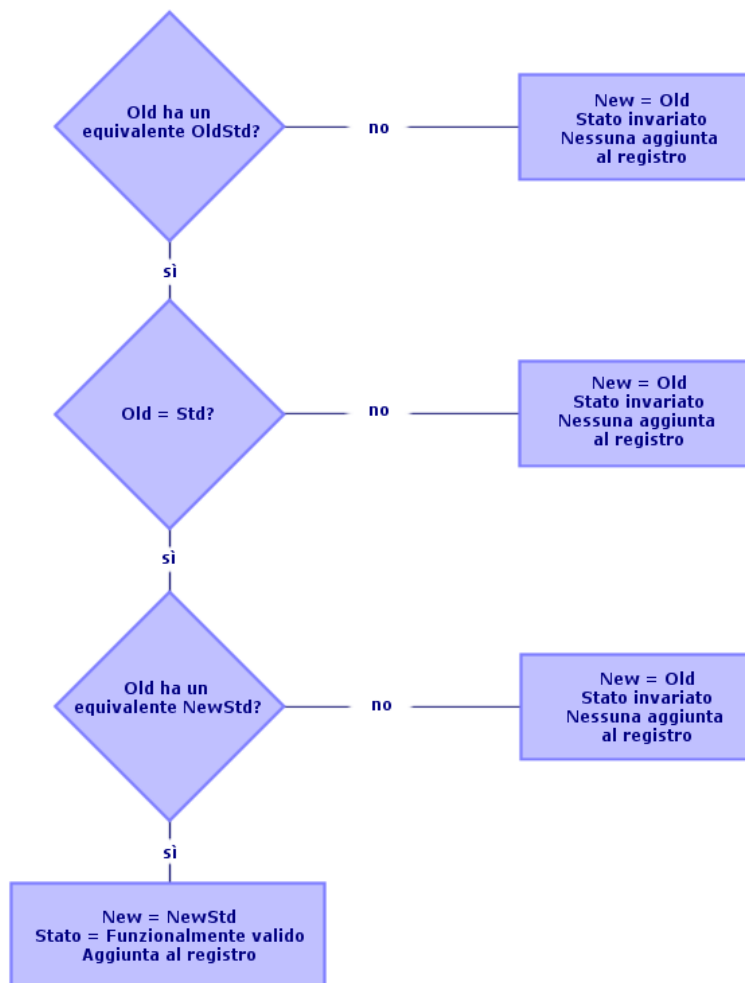 Old ha un
equivalente OldStd?
no
New = Old
Stato invariato
Nessuna aggiunta
al registro
sì
Old = Std?
no
New = Old
Stato invariato
Nessuna aggiunta
al registro
sì
Old ha un
equivalente NewStd?
no
New = Old
Stato invariato
Nessuna aggiunta
al registro
sì
New = NewStd
Stato = Funzionalmente valido
Aggiunta al registro